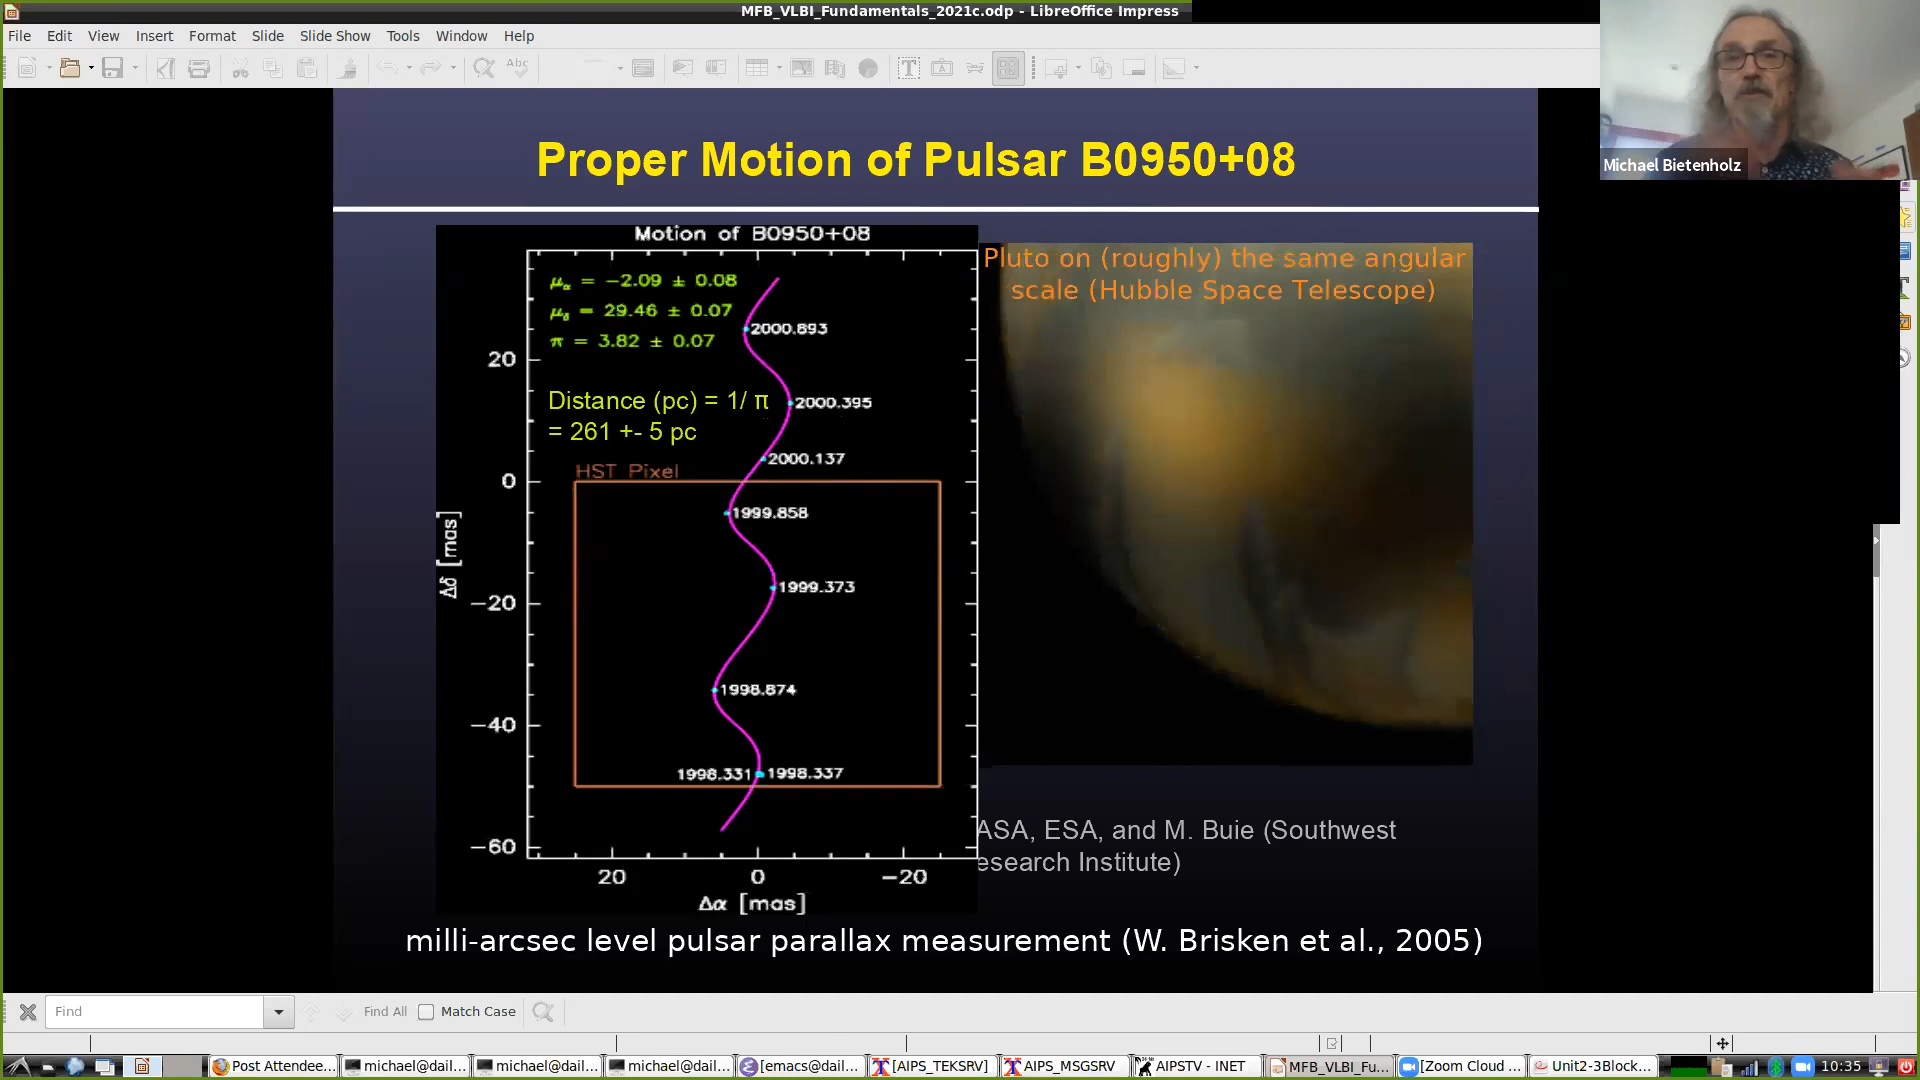 MFB_VLBI_Fundamentals_2021c.odp - LibreOffice Impress
File Edit View Insert Format Slide Slide Show Tools Window Help
Abc
Michael Bietenholz
Proper Motion of Pulsar B0950+08
Motion of B0950+08
μα = −2.09 ± 0.08
μδ = 29.46 ± 0.07
π = 3.82 ± 0.07
Distance (pc) = 1/ π
= 261 +- 5 pc
HST Pixel
2000.893
2000.395
2000.137
1999.858
1999.373
1998.874
1998.331 1998.337
20
0
−20
−40
−60
Δδ [mas]
20 0 −20
Δα [mas]
Pluto on (roughly) the same angular
scale (Hubble Space Telescope)
ASA, ESA, and M. Buie (Southwest
esearch Institute)
milli-arcsec level pulsar parallax measurement (W. Brisken et al., 2005)
Find Find All Match Case
Post Attendee... michael@dail... michael@dail... michael@dail... [emacs@dail... [AIPS_TEKSRV] AIPS_MSGSRV AIPSTV - INET MFB_VLBI_Fu... [Zoom Cloud ... Unit2-3Block... 10:35